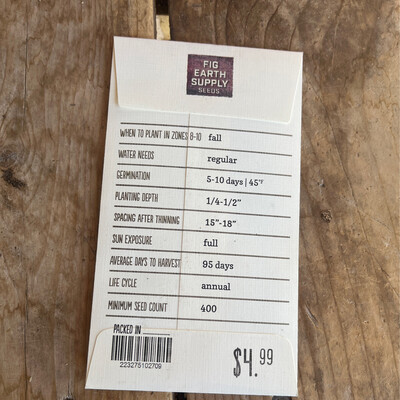 FIG
EARTH
SUPPLY
SEEDS
WHEN TO PLANT IN ZONES 8-10 fall
WATER NEEDS regular
GERMINATION 5-10 days | 45°F
PLANTING DEPTH 1/4-1/2"
SPACING AFTER THINNING 15"-18"
SUN EXPOSURE full
AVERAGE DAYS TO HARVEST 95 days
LIFE CYCLE annual
MINIMUM SEED COUNT 400
PACKED IN
223275102709
$4.99